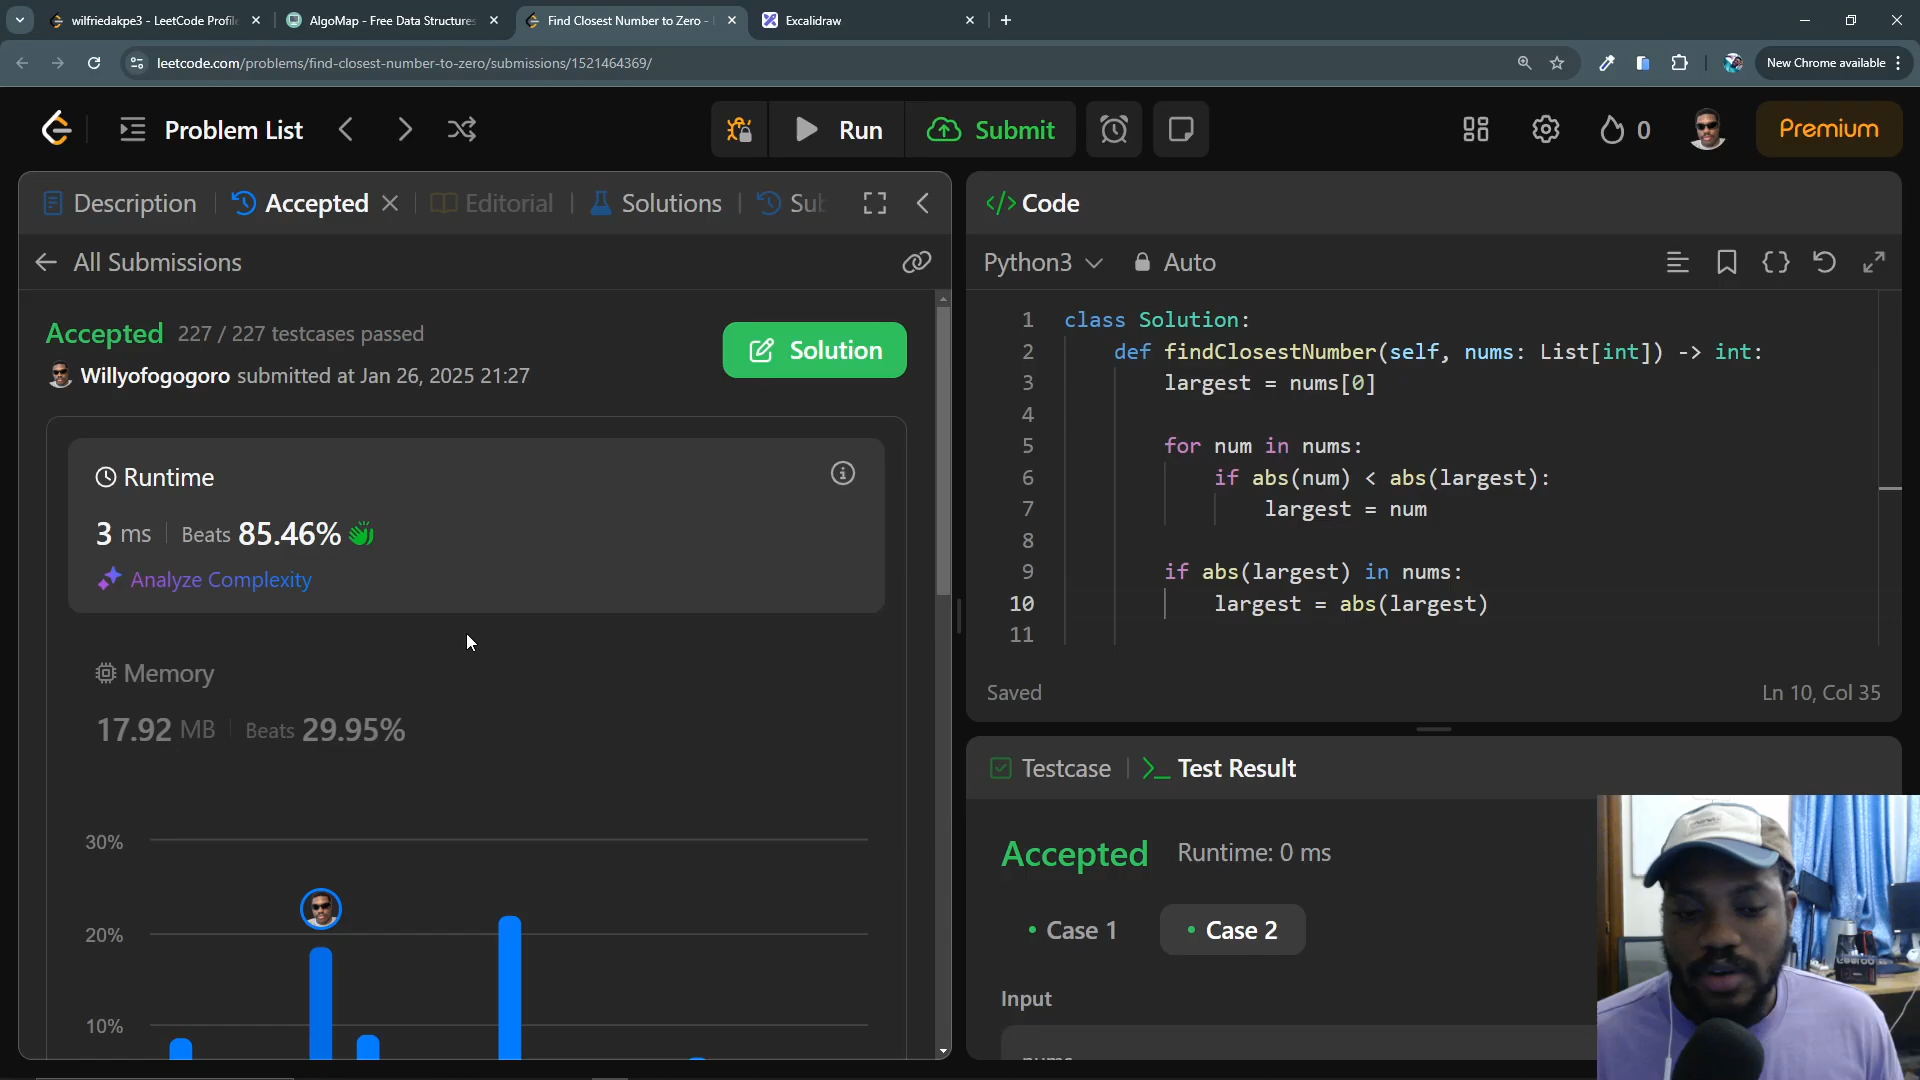 wilfriedakpe3 - LeetCode Profile
AlgoMap - Free Data Structures
Find Closest Number to Zero -
Excalidraw
leetcode.com/problems/find-closest-number-to-zero/submissions/1521464369/
New Chrome available
Problem List
Run
Submit
0
Premium
Description
Accepted
Editorial
Solutions
Sub
</> Code
All Submissions
Python3
Auto
Accepted 227 / 227 testcases passed
Willyofogogoro submitted at Jan 26, 2025 21:27
Solution
Runtime
3 ms
Beats 85.46%
Analyze Complexity
Memory
17.92 MB
Beats 29.95%
30%
20%
10%
1 class Solution:
2 def findClosestNumber(self, nums: List[int]) -> int:
3 largest = nums[0]
4
5 for num in nums:
6 if abs(num) < abs(largest):
7 largest = num
8
9 if abs(largest) in nums:
10 largest = abs(largest)
11
Saved
Ln 10, Col 35
Testcase
>_ Test Result
Accepted
Runtime: 0 ms
Case 1
Case 2
Input